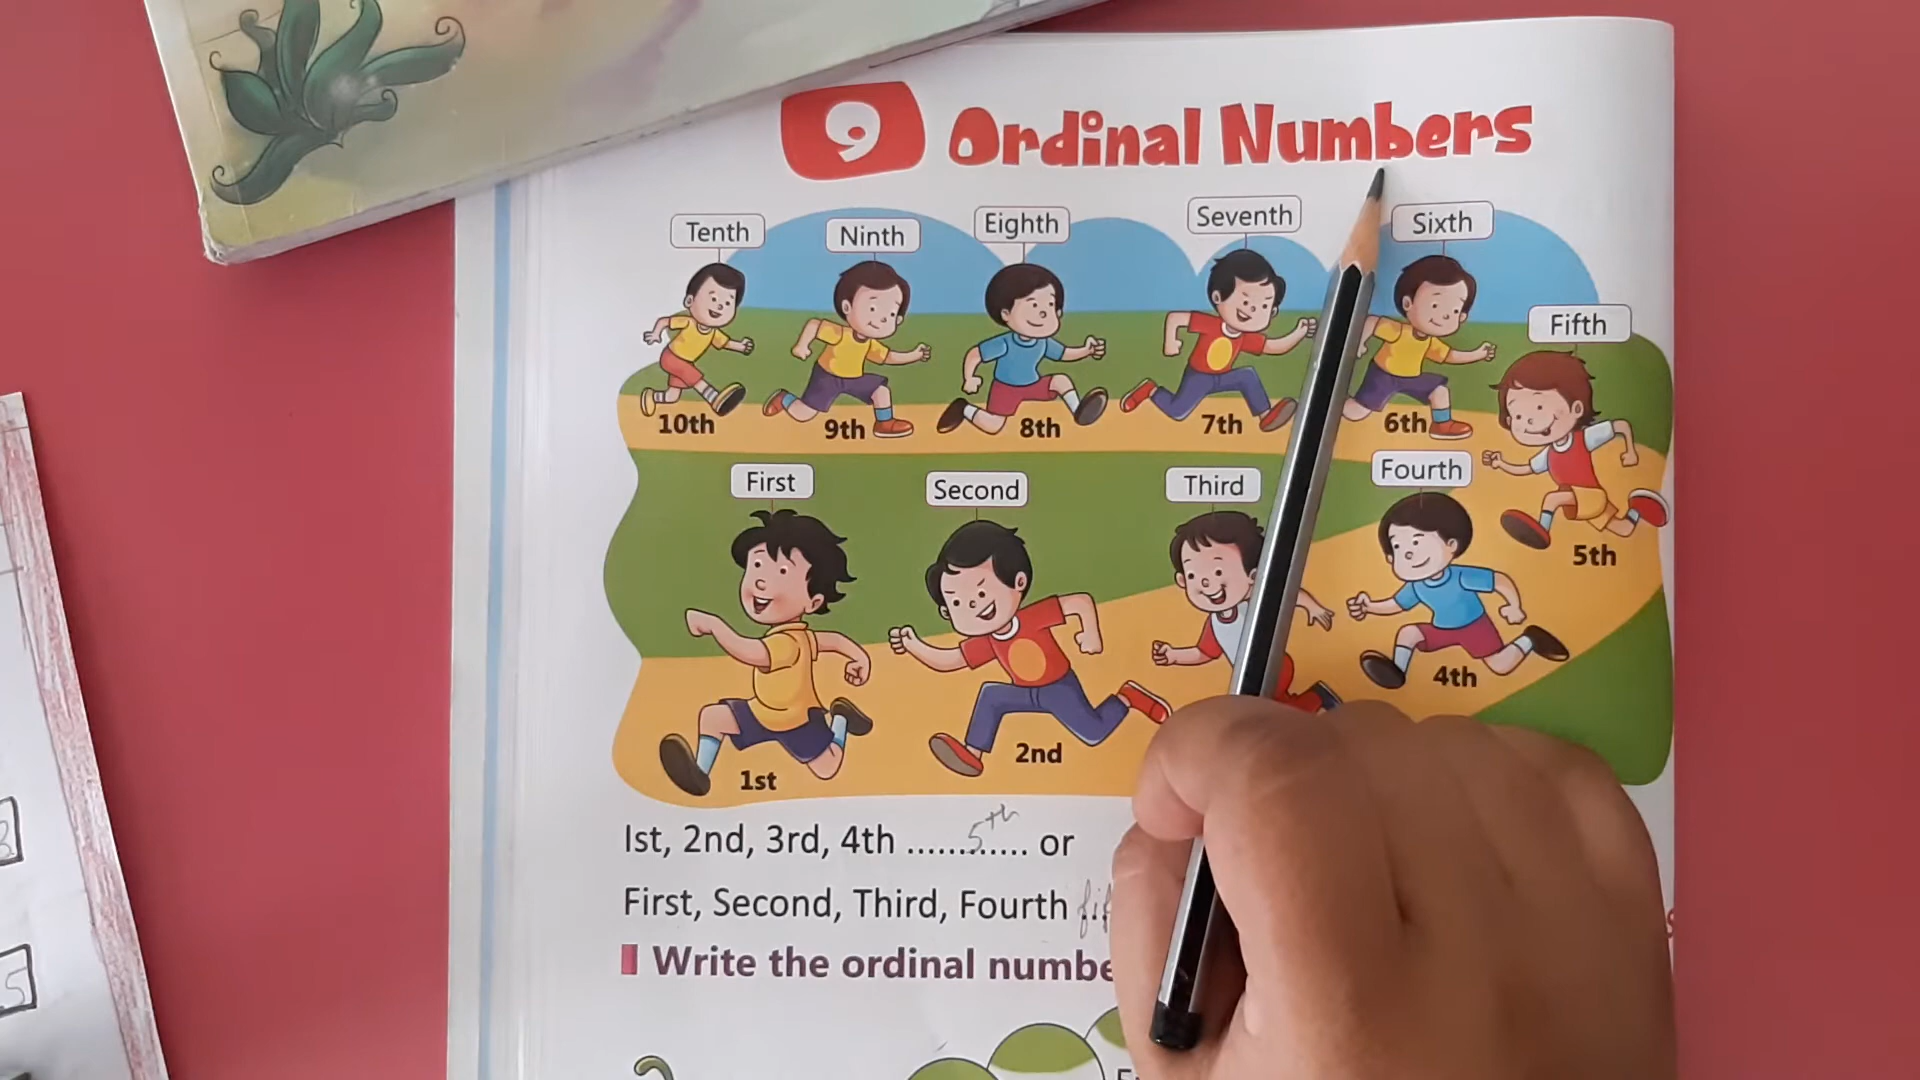 9 Ordinal Numbers
Tenth Ninth Eighth Seventh Sixth
Fifth
10th 9th 8th 7th 6th
First Second Third Fourth
5th
4th
1st 2nd
Ist, 2nd, 3rd, 4th ......5th...... or
First, Second, Third, Fourth
Write the ordinal